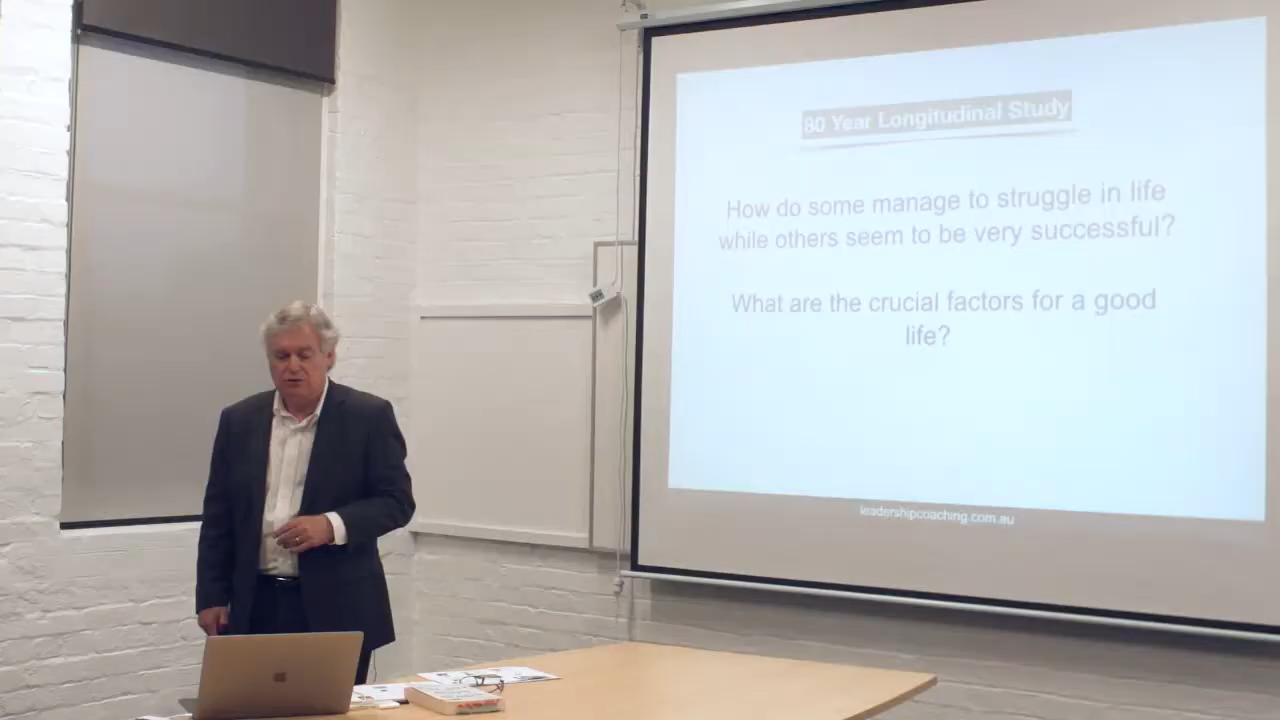 80 Year Longitudinal Study
How do some manage to struggle in life
while others seem to be very successful?
What are the crucial factors for a good
life?
leadershipcoaching.com.au